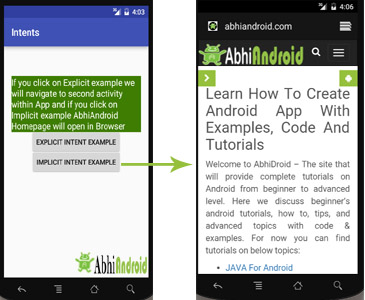 4:03
Intents
If you click on Explicit example we
will navigate to second activity
within App and if you click on
Implicit example AbhiAndroid
Homepage will open in Browser
EXPLICIT INTENT EXAMPLE
IMPLICIT INTENT EXAMPLE
AbhiAndroid
4:06
abhiandroid.com
AbhiAndroid
Learn How To Create
Android App With
Examples, Code And
Tutorials
Welcome to AbhiDroid – The site that
will provide complete tutorials on
Android from beginner to advanced
level. Here we discuss beginner's
android tutorials, how to, tips, and
advanced topics with code &
examples. For now you can find
tutorials on below topics:
• JAVA For Android